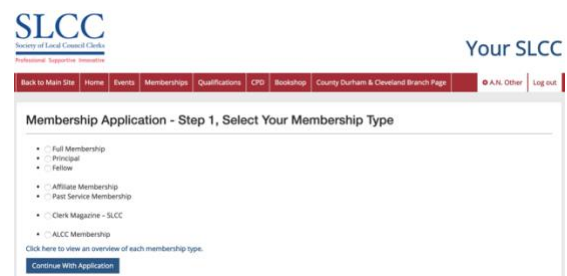 SLCC
Society of Local Council Clerks
Professional Supportive Innovative
Your SLCC
Back to Main Site Home Events Memberships Qualifications CPD Bookshop County Durham & Cleveland Branch Page A.N. Other Log out
Membership Application - Step 1, Select Your Membership Type
Full Membership
Principal
Fellow
Affiliate Membership
Past Service Membership
Clerk Magazine – SLCC
ALCC Membership
Click here to view an overview of each membership type.
Continue With Application